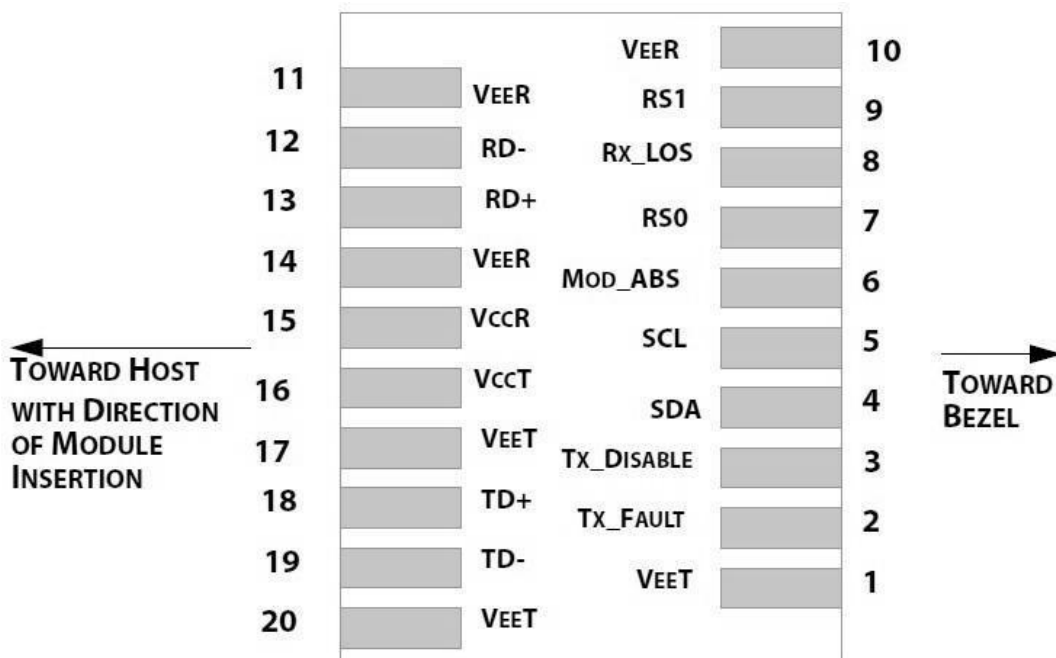 VEER 10
11 VEER
RS1 9
12 RD-
RX_LOS 8
13 RD+
RS0 7
14 VEER
MOD_ABS 6
15 VCCR
SCL 5
TOWARD HOST
WITH DIRECTION
OF MODULE
INSERTION
TOWARD
BEZEL
16 VCCT
SDA 4
17 VEET
TX_DISABLE 3
18 TD+
TX_FAULT 2
19 TD-
VEET 1
20 VEET